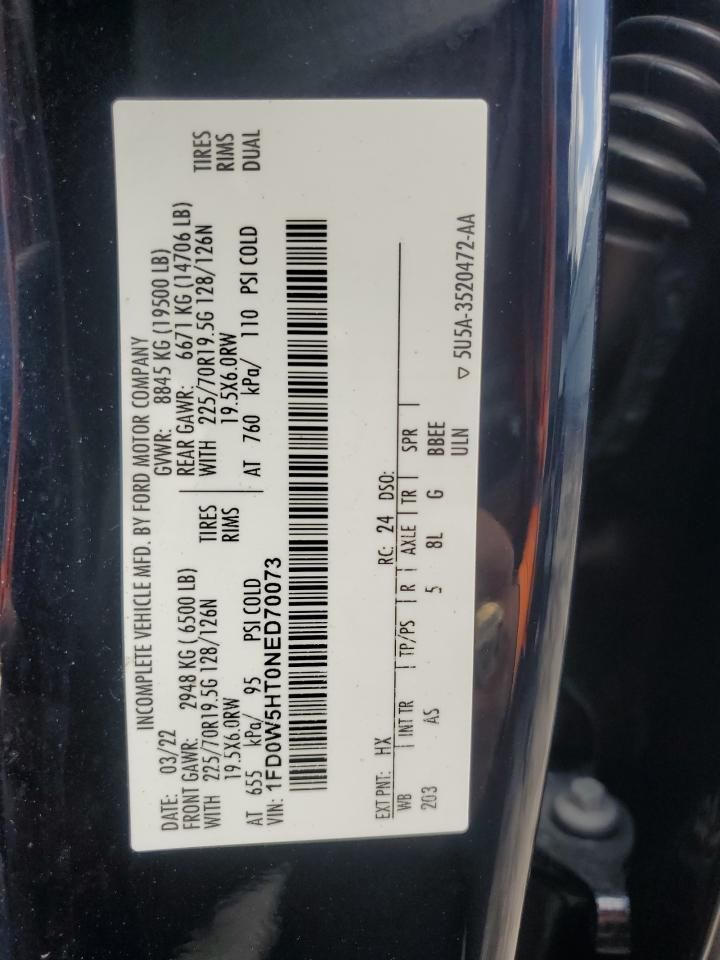 INCOMPLETE VEHICLE MFD. BY FORD MOTOR COMPANY
DATE: 03/22 GVWR: 8845 KG (19500 LB)
FRONT GAWR: 2948 KG ( 6500 LB) REAR GAWR: 6671 KG (14706 LB)
WITH 225/70R19.5G 128/126N TIRES WITH 225/70R19.5G 128/126N TIRES
19.5X6.0RW RIMS 19.5X6.0RW RIMS
AT 655 kPa/ 95 PSI COLD AT 760 kPa/ 110 PSI COLD DUAL
VIN: 1FD0W5HT0NED70073
EXT PNT: HX RC: 24 DSO:
WB INT TR TP/PS R AXLE TR SPR
203 AS 5 8L G BBEE
ULN
▽ 5U5A-3520472-AA